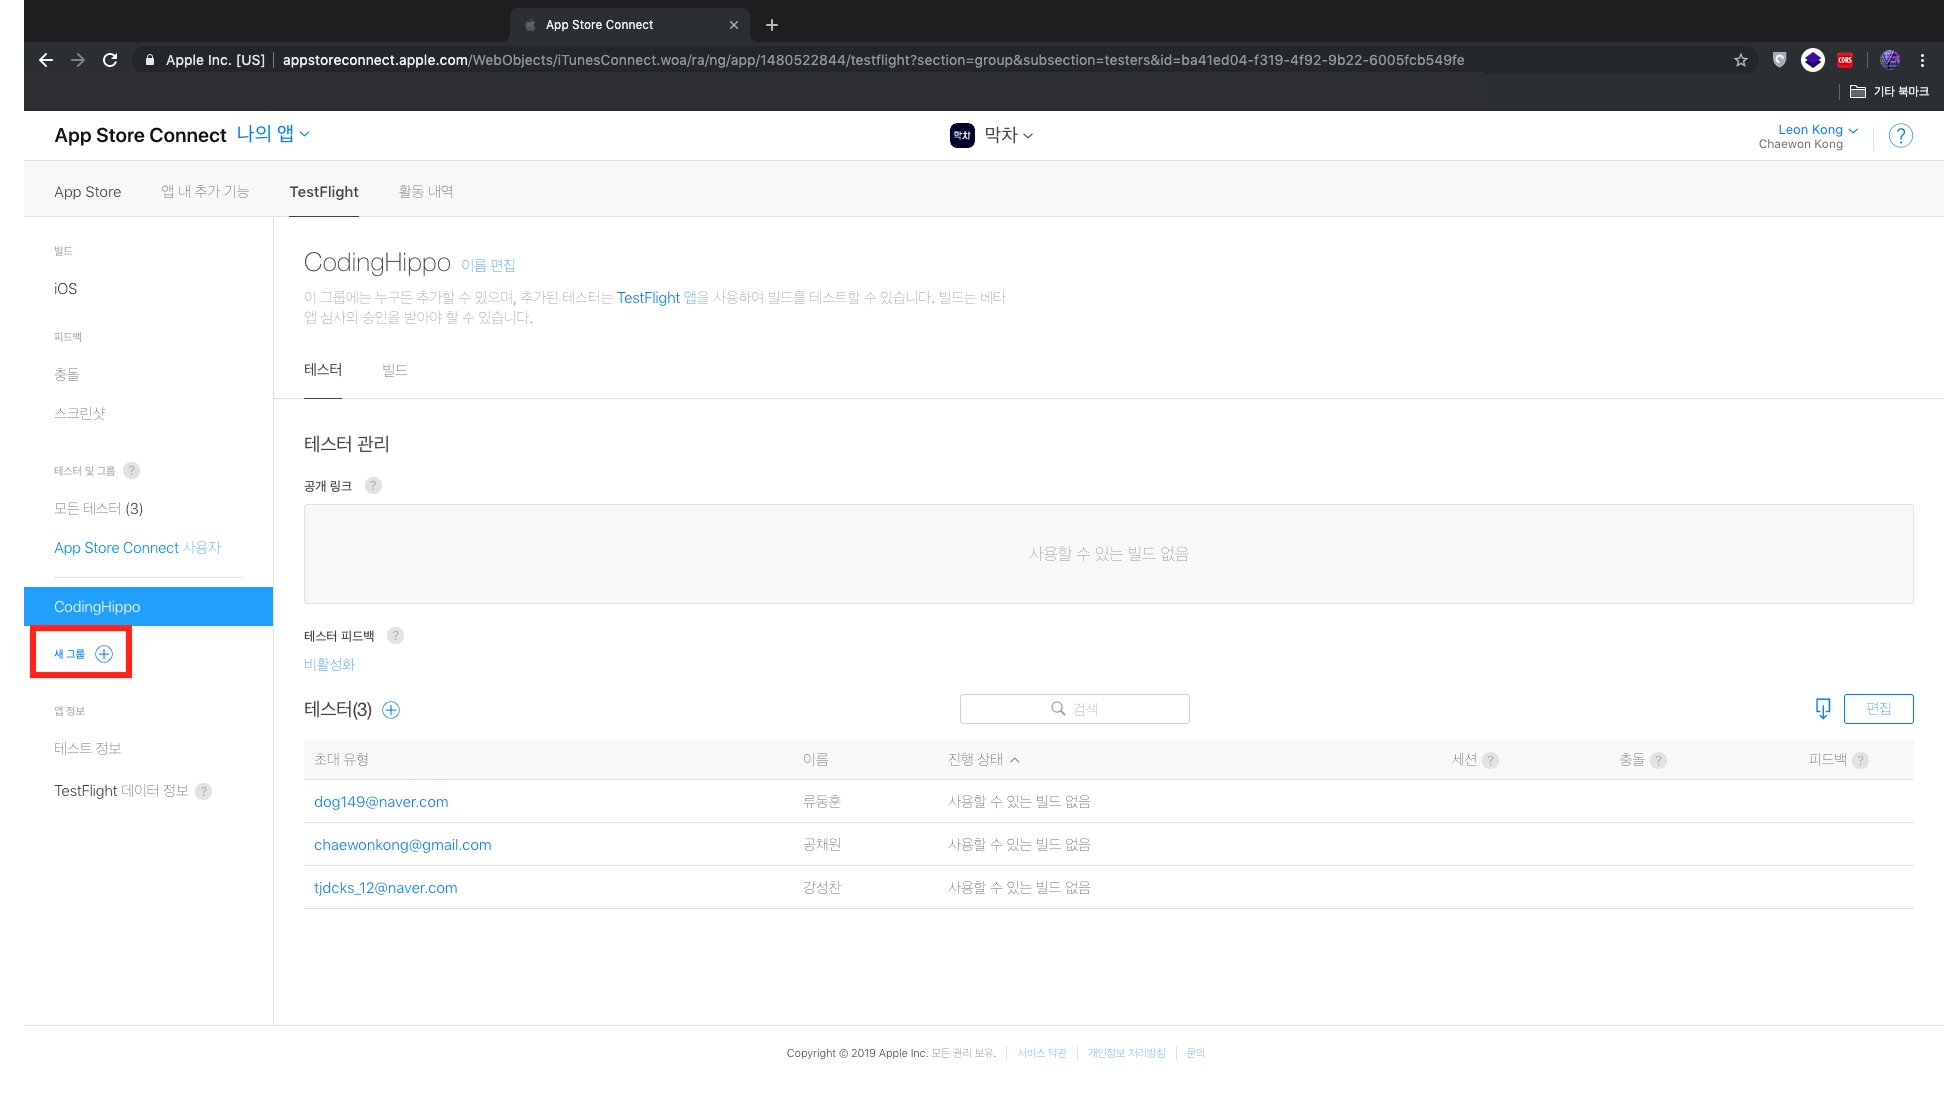 App Store Connect
Apple Inc. [US] appstoreconnect.apple.com/WebObjects/iTunesConnect.woa/ra/ng/app/1480522844/testflight?section=group&subsection=testers&id=ba41ed04-f319-4f92-9b22-6005fcb549fe CORS
기타 북마크
App Store Connect 나의 앱 막차 막차 Leon Kong ?
Chaewon Kong
App Store 앱 내 추가 기능 TestFlight 활동 내역
빌드
iOS
피드백
충돌
스크린샷
테스터 및 그룹 ?
모든 테스터 (3)
App Store Connect 사용자
CodingHippo
새 그룹
앱 정보
테스트 정보
TestFlight 데이터 정보 ?
CodingHippo 이름 편집
이 그룹에는 누구든 추가할 수 있으며, 추가된 테스터는 TestFlight 앱을 사용하여 빌드를 테스트할 수 있습니다. 빌드는 베타
앱 심사의 승인을 받아야 할 수 있습니다.
테스터 빌드
테스터 관리
공개 링크 ?
사용할 수 있는 빌드 없음
테스터 피드백 ?
비활성화
테스터(3) 검색 편집
초대 유형 이름 진행 상태 세션 ? 충돌 ? 피드백 ?
dog149@naver.com 류동훈 사용할 수 있는 빌드 없음
chaewonkong@gmail.com 공채원 사용할 수 있는 빌드 없음
tjdcks_12@naver.com 강성찬 사용할 수 있는 빌드 없음
Copyright © 2019 Apple Inc. 모든 권리 보유. 서비스 약관 개인정보 처리방침 문의